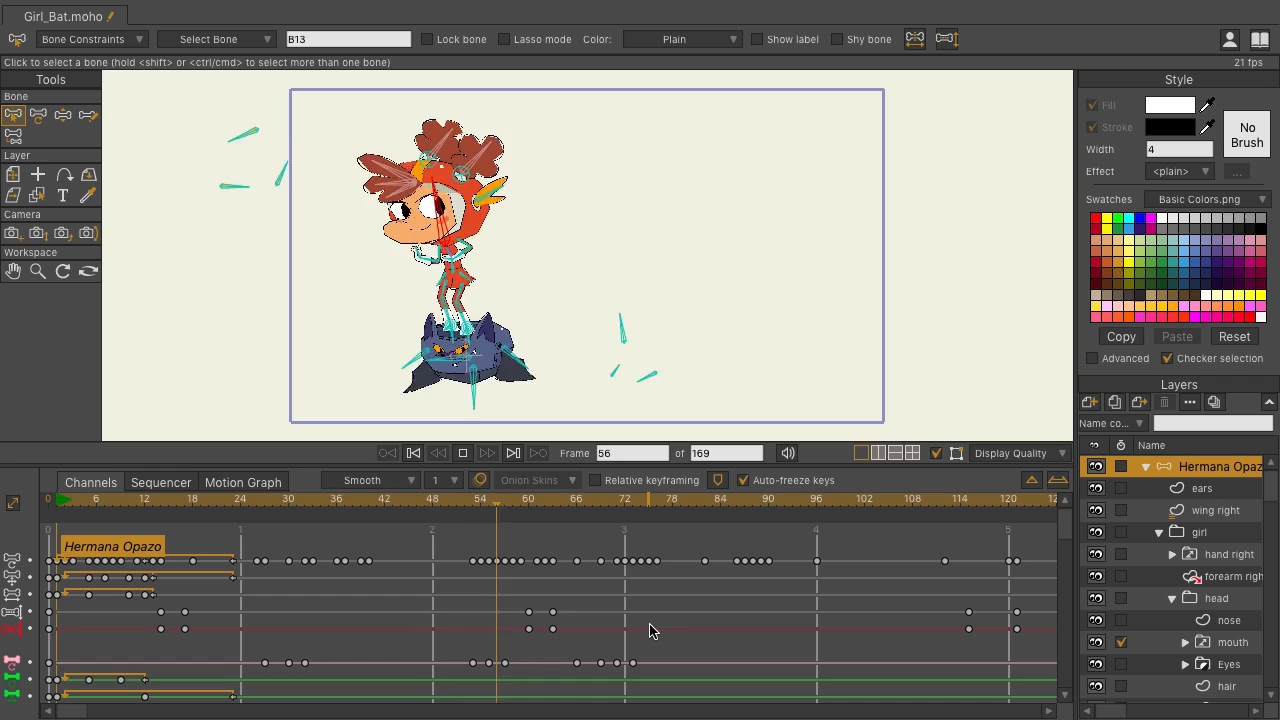 Girl_Bat.moho
Bone Constraints
Select Bone
B13
Lock bone
Lasso mode
Color:
Plain
Show label
Shy bone
Click to select a bone (hold <shift> or <ctrl/cmd> to select more than one bone)
21 fps
Tools
Bone
Layer
Camera
Workspace
Style
Fill
Stroke
No
Brush
Width
4
Effect
<plain>
...
Swatches
Basic Colors.png
Copy
Paste
Reset
Advanced
Checker selection
Layers
Name co...
Name
Hermana Opaz
ears
wing right
girl
hand right
forearm righ
head
nose
mouth
Eyes
hair
Frame
56
of
169
Display Quality
Channels
Sequencer
Motion Graph
Smooth
1
Onion Skins
Relative keyframing
Auto-freeze keys
0 6 12 18 24 30 36 42 48 54 60 66 72 78 84 90 96 102 108 114 120 12
0 1 2 3 4 5
Hermana Opazo